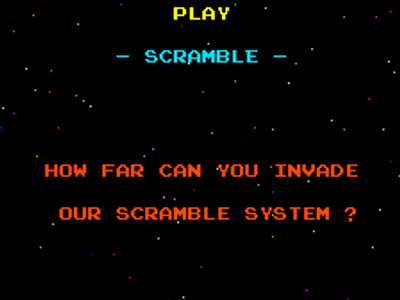 PLAY
- SCRAMBLE -
HOW FAR CAN YOU INVADE
OUR SCRAMBLE SYSTEM ?